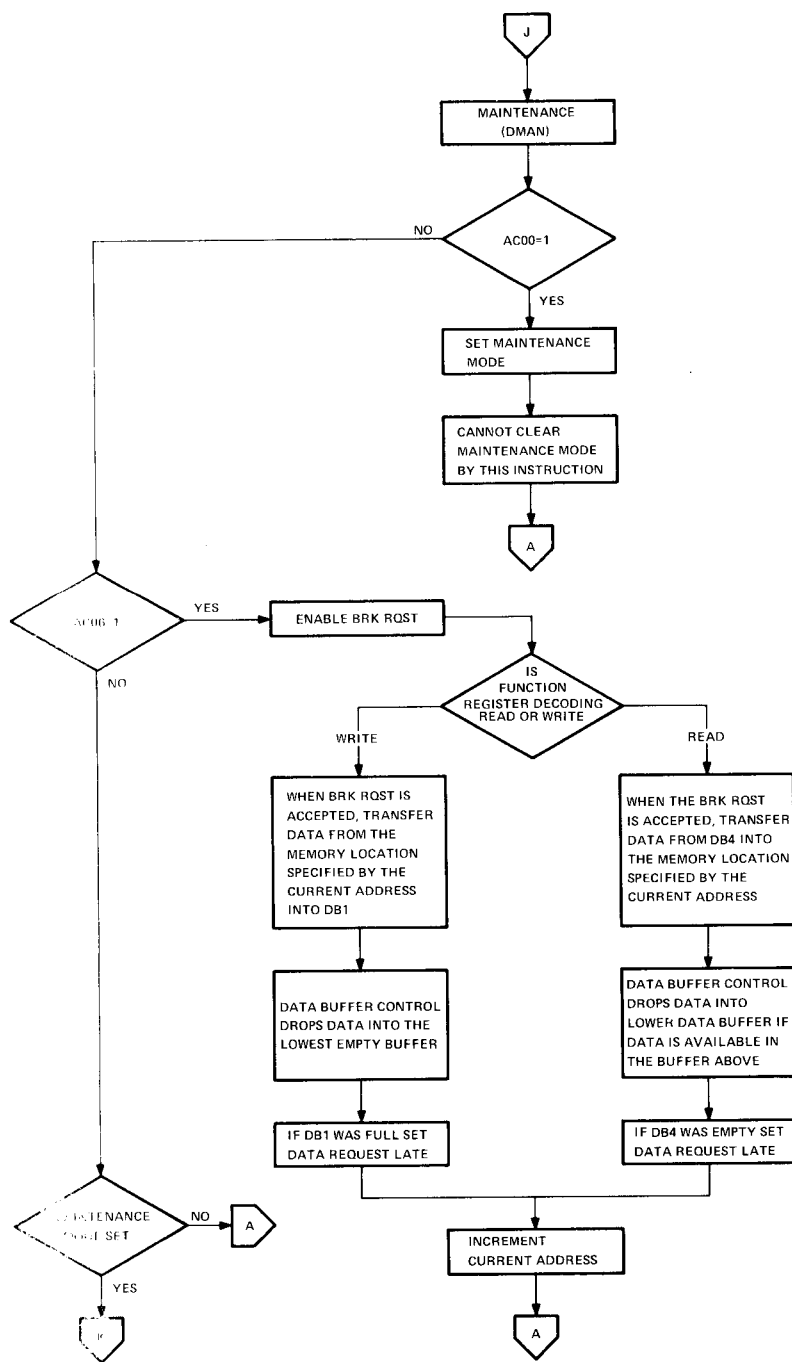 J
MAINTENANCE
(DMAN)
AC00=1
NO
YES
SET MAINTENANCE
MODE
CANNOT CLEAR
MAINTENANCE MODE
BY THIS INSTRUCTION
A
YES
ENABLE BRK RQST
NO
IS
FUNCTION
REGISTER DECODING
READ OR WRITE
WRITE
READ
WHEN BRK RQST IS
ACCEPTED, TRANSFER
DATA FROM THE
MEMORY LOCATION
SPECIFIED BY THE
CURRENT ADDRESS
INTO DB1
WHEN THE BRK RQST
IS ACCEPTED, TRANSFER
DATA FROM DB4 INTO
THE MEMORY LOCATION
SPECIFIED BY THE
CURRENT ADDRESS
DATA BUFFER CONTROL
DROPS DATA INTO THE
LOWEST EMPTY BUFFER
DATA BUFFER CONTROL
DROPS DATA INTO
LOWER DATA BUFFER IF
DATA IS AVAILABLE IN
THE BUFFER ABOVE
IF DB1 WAS FULL SET
DATA REQUEST LATE
IF DB4 WAS EMPTY SET
DATA REQUEST LATE
MAINTENANCE
MODE SET
NO
A
YES
K
INCREMENT
CURRENT ADDRESS
A